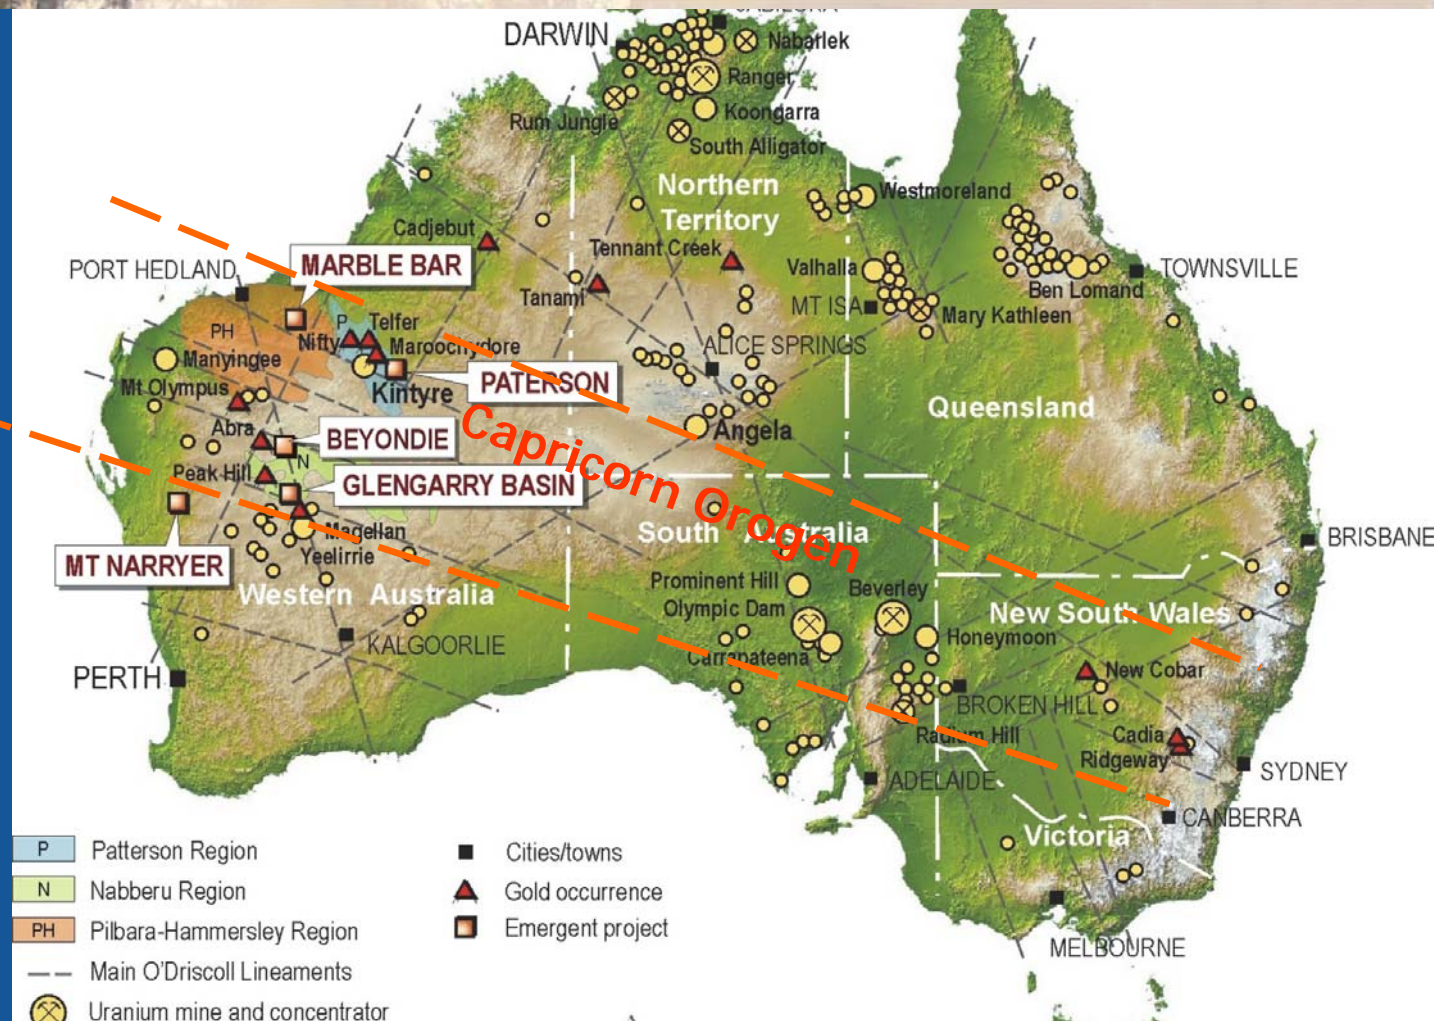 DARWIN
Nabarlek
Ranger
Koongarra
Rum Jungle
South Alligator
Northern
Territory
Westmoreland
Cadjebut
Tennant Creek
PORT HEDLAND
MARBLE BAR
Valhalla
TOWNSVILLE
Tanami
Ben Lomand
MT ISA
Mary Kathleen
PH
P
Telfer
Nifty
Maroochydore
ALICE SPRINGS
Manyingee
PATERSON
Mt Olympus
Kintyre
Queensland
Abra
BEYONDIE
Capricorn Orogen
Angela
N
Peak Hill
GLENGARRY BASIN
Magellan
South Australia
BRISBANE
Yeelirrie
MT NARRYER
Prominent Hill
Beverley
Western Australia
Olympic Dam
New South Wales
Honeymoon
KALGOORLIE
Carrapateena
New Cobar
PERTH
BROKEN HILL
Radium Hill
Cadia
Ridgeway
SYDNEY
ADELAIDE
CANBERRA
Victoria
MELBOURNE
P Patterson Region
N Nabberu Region
PH Pilbara-Hammersley Region
Main O'Driscoll Lineaments
Uranium mine and concentrator
Cities/towns
Gold occurrence
Emergent project